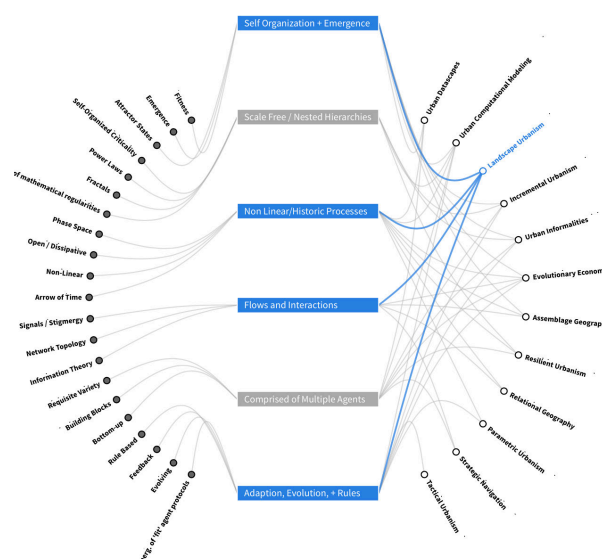 Self Organization + Emergence
Scale Free / Nested Hierarchies
Non Linear/Historic Processes
Flows and Interactions
Comprised of Multiple Agents
Adaption, Evolution, + Rules
Fitness
Emergence
Attractor States
Self-Organized Criticality
Power Laws
Fractals
of mathematical regularities
Phase Space
Open / Dissipative
Non-Linear
Arrow of Time
Signals / Stigmergy
Network Topology
Information Theory
Requisite Variety
Building Blocks
Bottom-up
Rule Based
Feedback
Evolving
erg. of 'fit' agent protocols
Urban Datascapes
Urban Computational Modeling
Landscape Urbanism
Incremental Urbanism
Urban Informalities
Evolutionary Econom
Assemblage Geograp
Resilient Urbanism
Relational Geography
Parametric Urbanism
Strategic Navigation
Tactical Urbanism